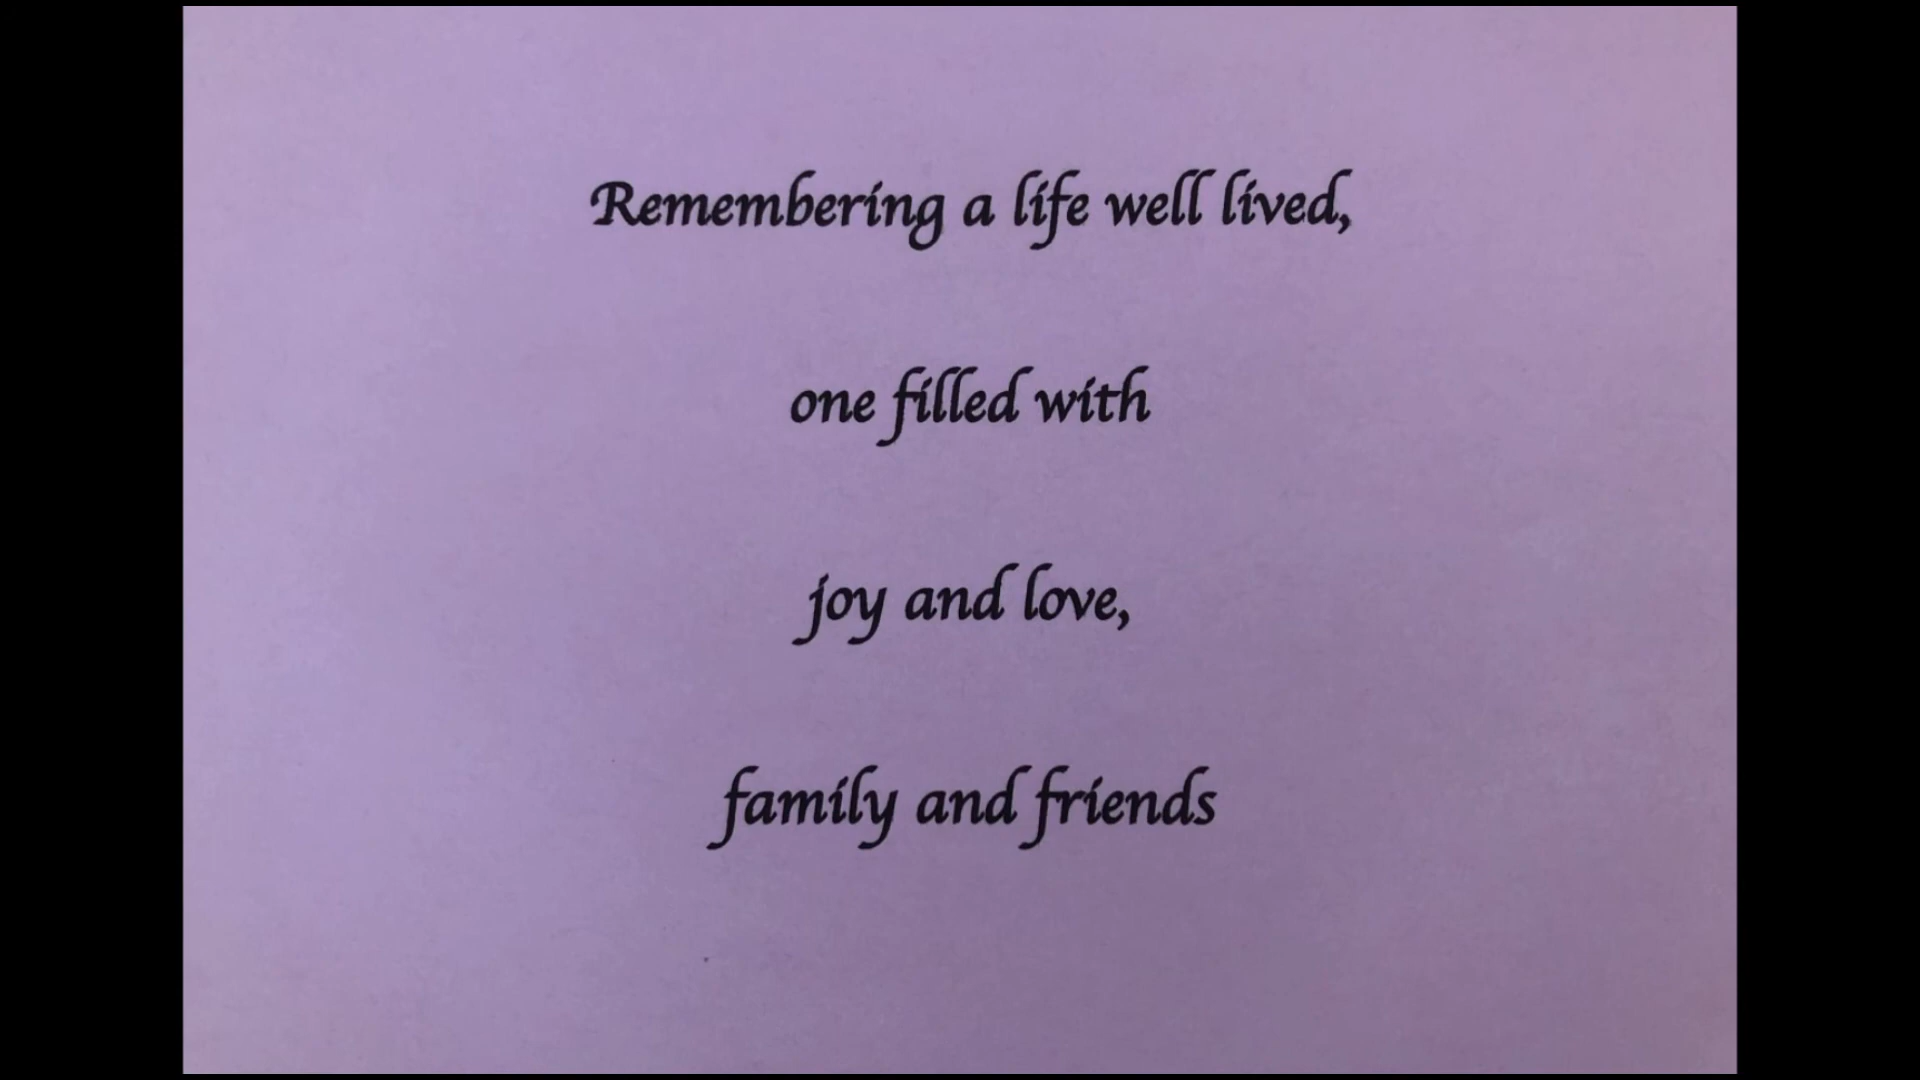 Remembering a life well lived,
one filled with
joy and love,
family and friends